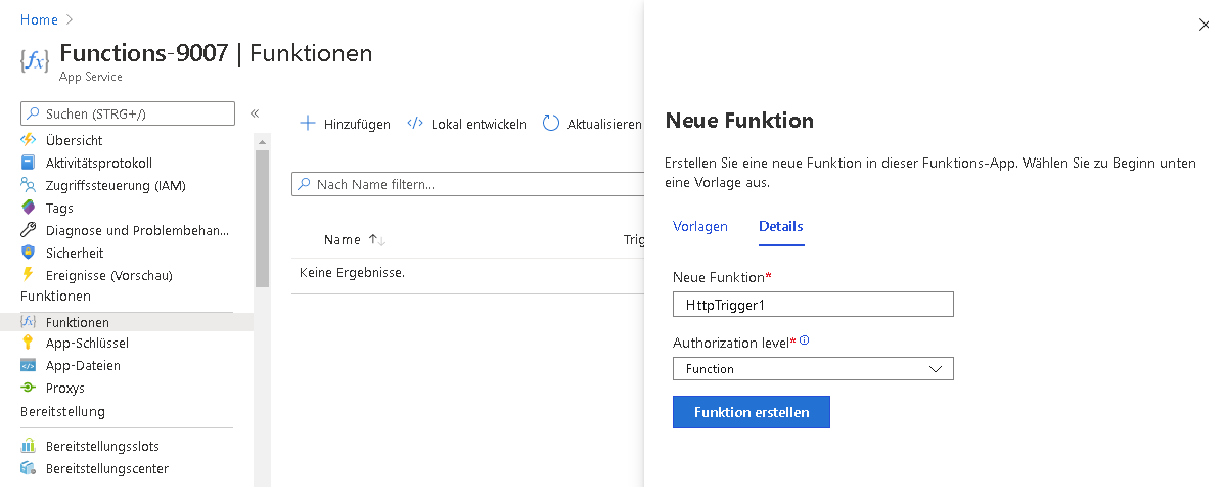 Home
Functions-9007 | Funktionen
App Service
Suchen (STRG+/)
Übersicht
Aktivitätsprotokoll
Zugriffssteuerung (IAM)
Tags
Diagnose und Problembehan...
Sicherheit
Ereignisse (Vorschau)
Funktionen
Funktionen
App-Schlüssel
App-Dateien
Proxys
Bereitstellung
Bereitstellungsslots
Bereitstellungscenter
Hinzufügen
Lokal entwickeln
Aktualisieren
Nach Name filtern...
Name
Trig
Keine Ergebnisse.
Neue Funktion
Erstellen Sie eine neue Funktion in dieser Funktions-App. Wählen Sie zu Beginn unten
eine Vorlage aus.
Vorlagen
Details
Neue Funktion*
HttpTrigger1
Authorization level*
Function
Funktion erstellen